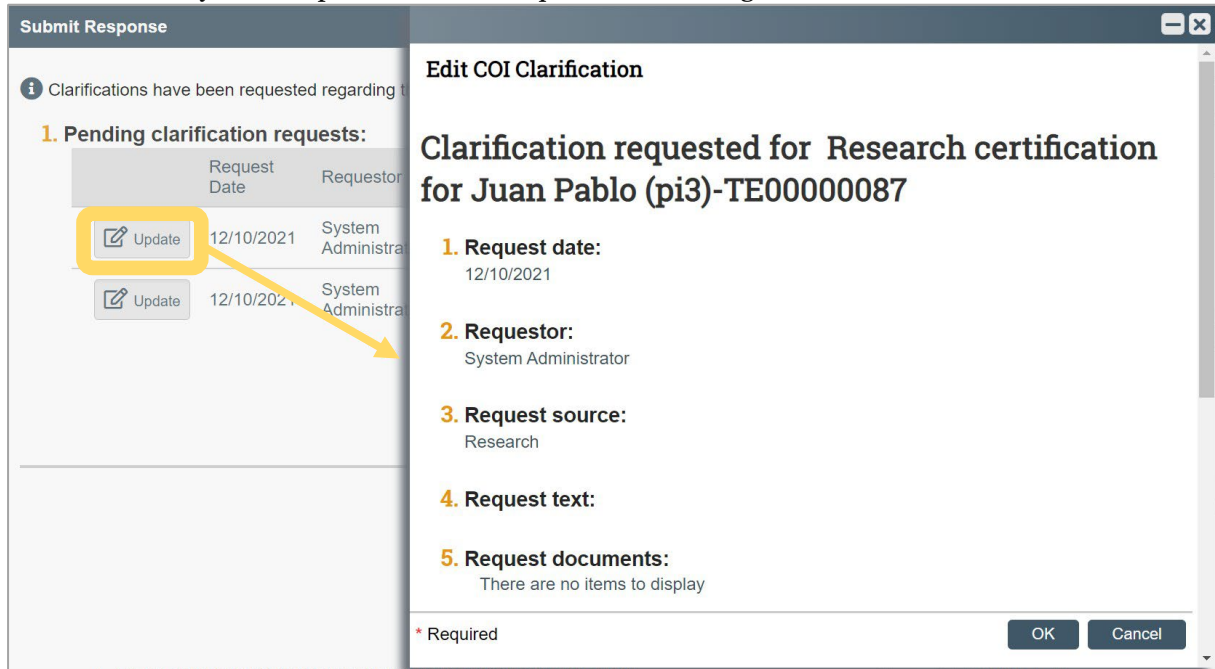 Submit Response
Clarifications have been requested regarding
1. Pending clarification requests:
Request Date
Requestor
Update 12/10/2021 System
Update 12/10/2021 System
Edit COI Clarification
Clarification requested for Research certification
for Juan Pablo (pi3)-TE00000087
1. Request date:
12/10/2021
2. Requestor:
System Administrator
3. Request source:
Research
4. Request text:
5. Request documents:
There are no items to display
* Required
OK Cancel